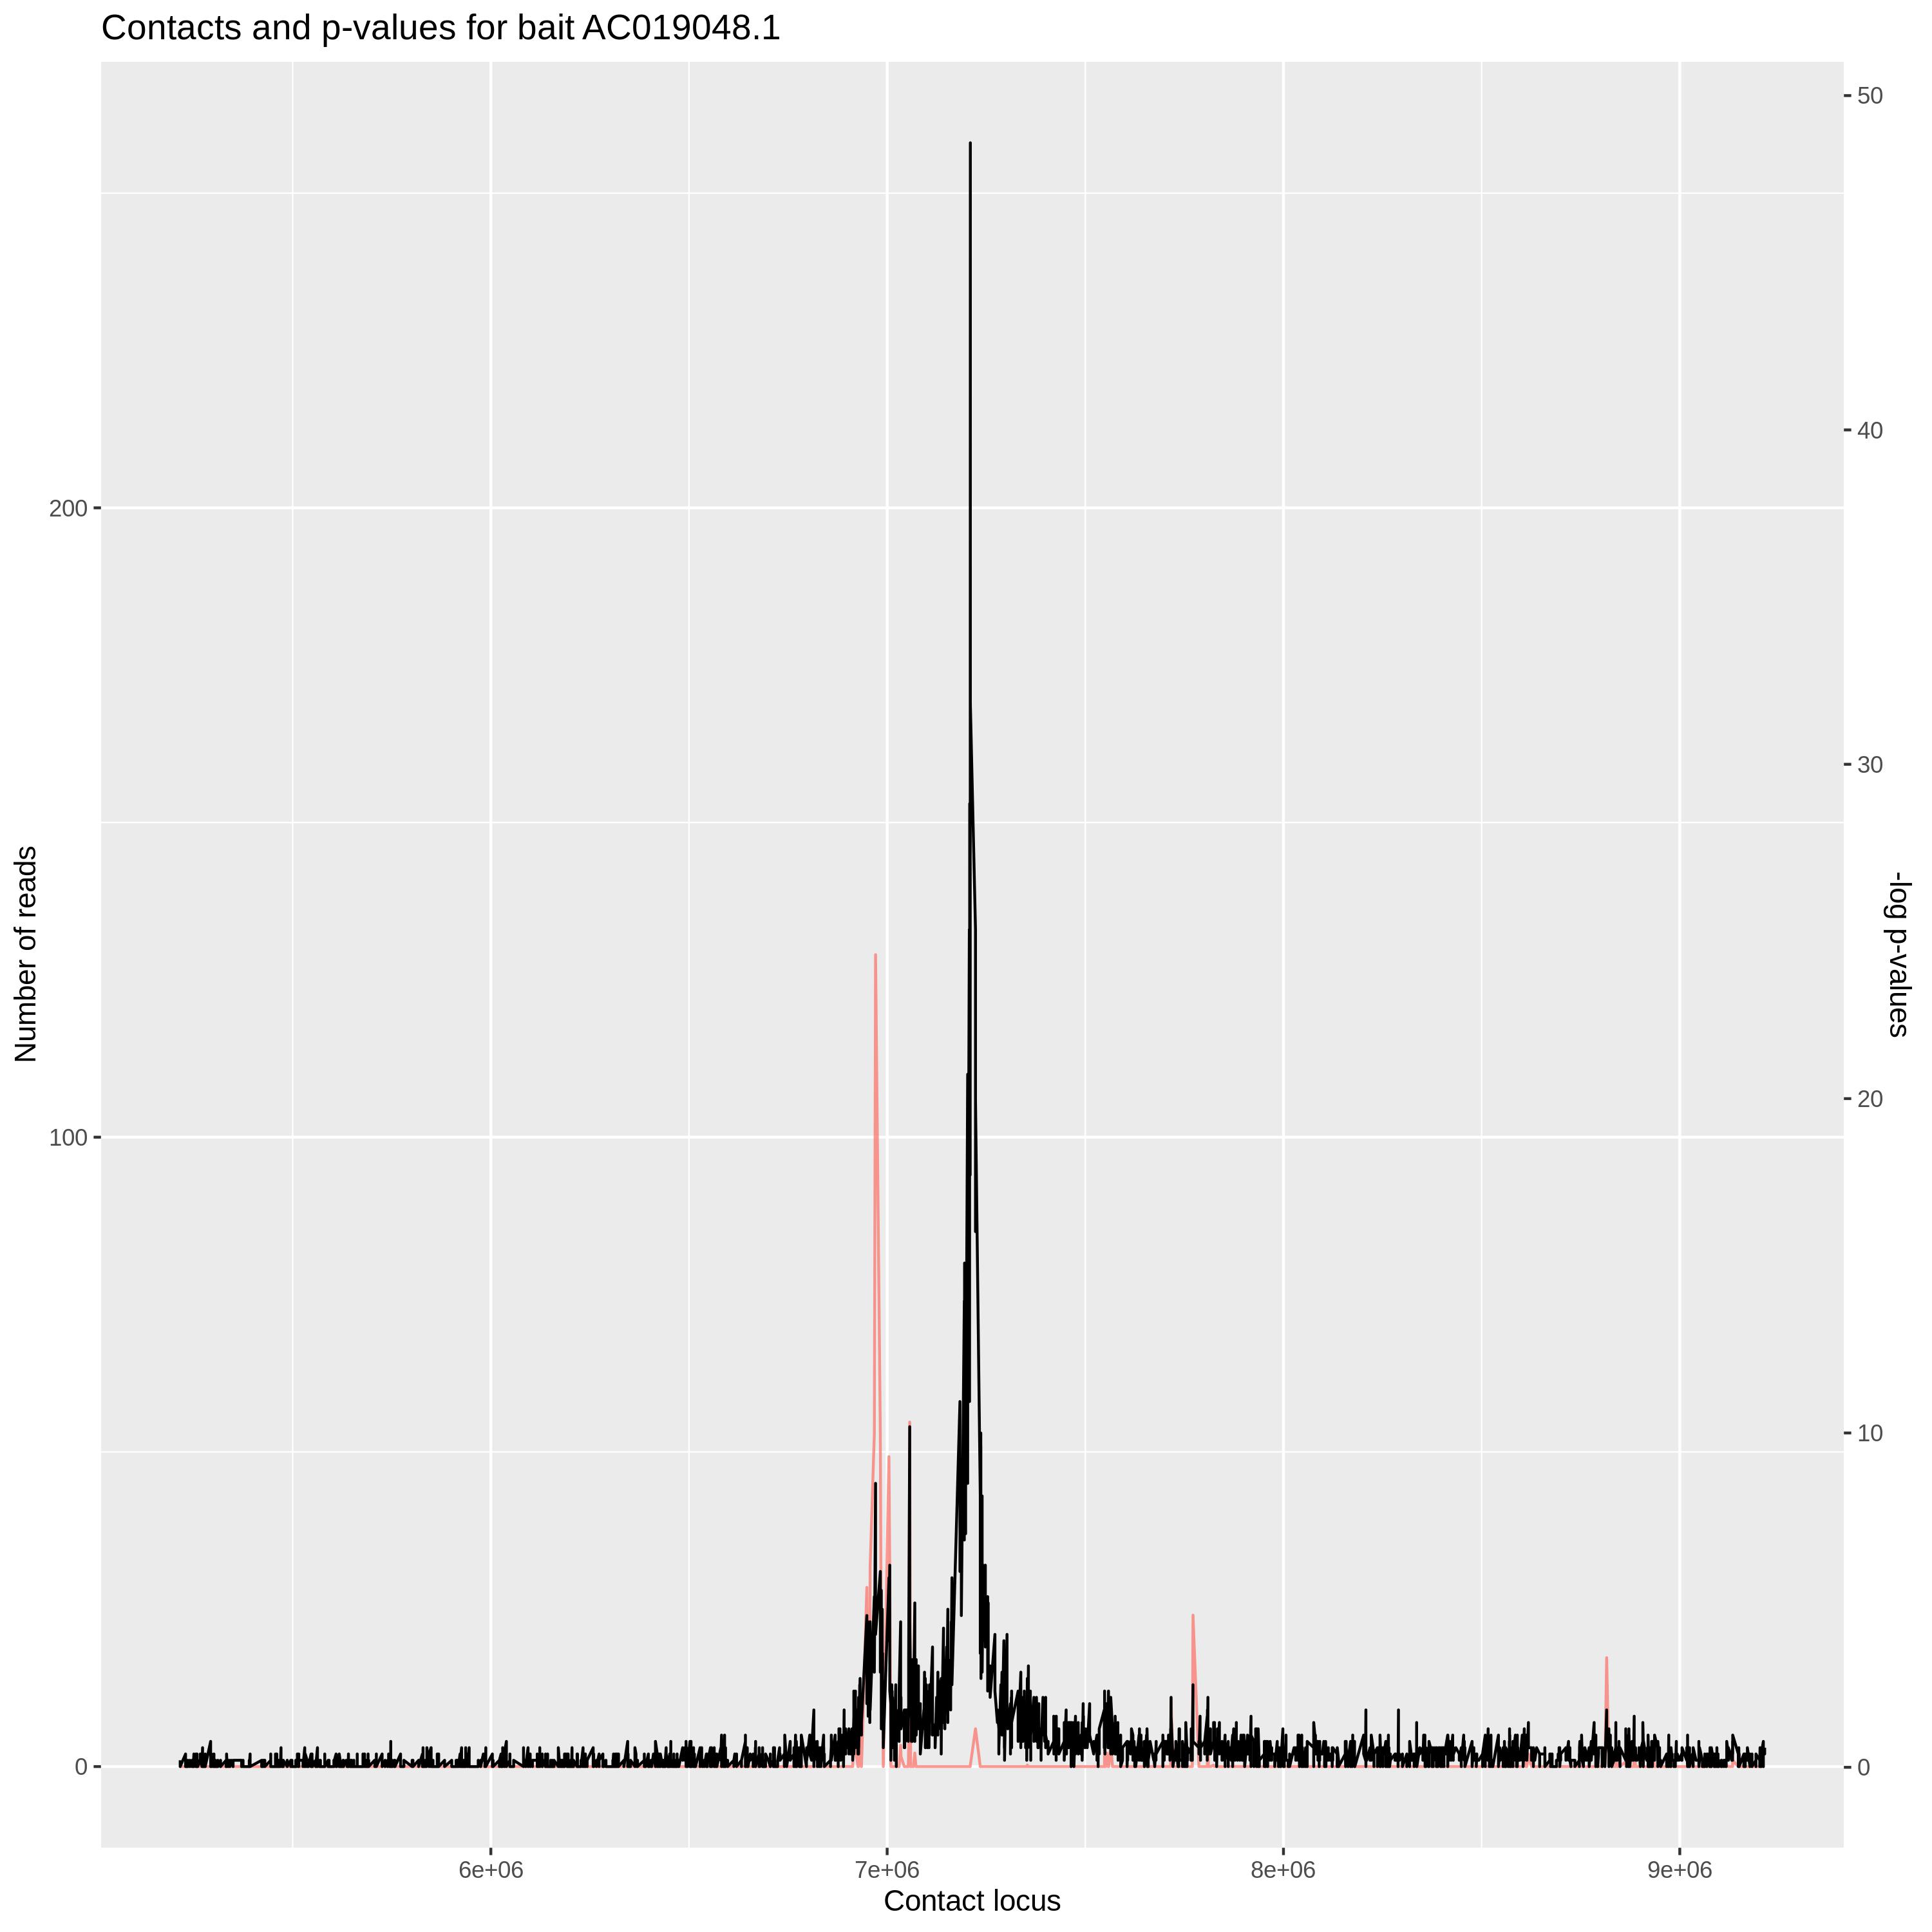 Contacts and p-values for bait AC019048.1
Number of reads
200
100
0
50
40
30
20
10
0
-log p-values
6e+06
7e+06
8e+06
9e+06
Contact locus